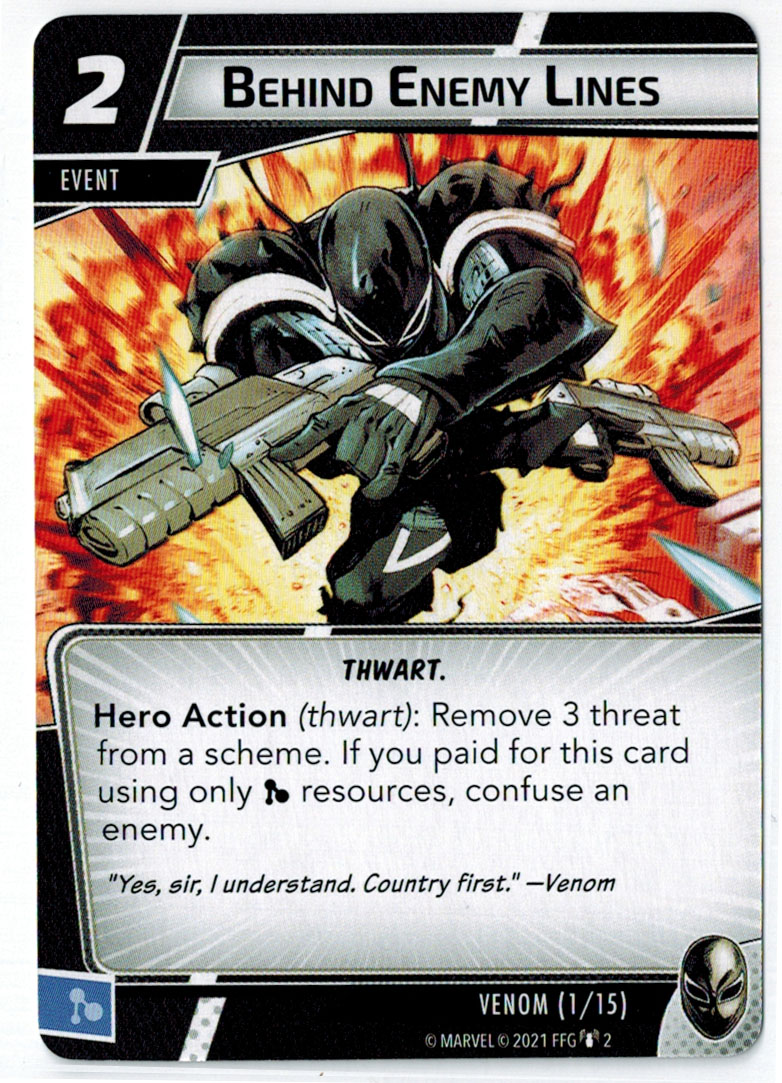 2
BEHIND ENEMY LINES
EVENT
THWART.
Hero Action (thwart): Remove 3 threat
from a scheme. If you paid for this card
using only resources, confuse an
enemy.
"Yes, sir, I understand. Country first." —Venom
VENOM (1/15)
© MARVEL © 2021 FFG 2